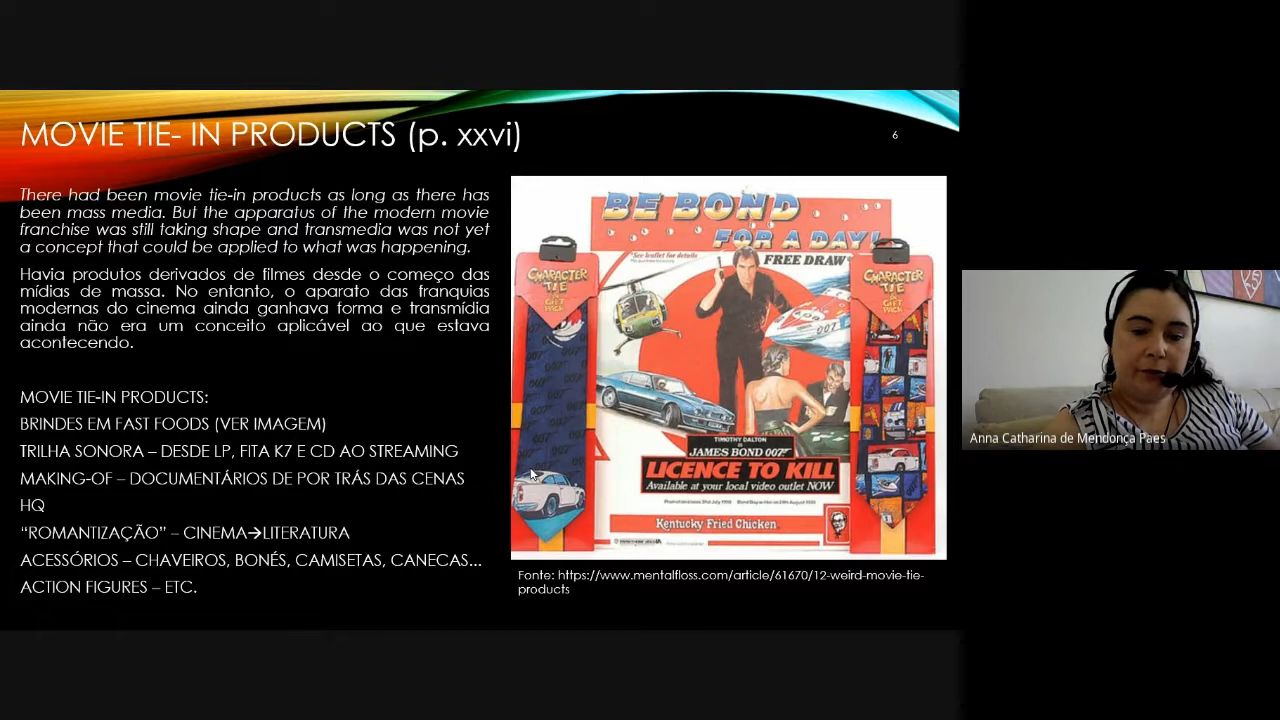 MOVIE TIE- IN PRODUCTS (p. xxvi)
6
There had been movie tie-in products as long as there has
been mass media. But the apparatus of the modern movie
franchise was still taking shape and transmedia was not yet
a concept that could be applied to what was happening.
Havia produtos derivados de filmes desde o começo das
mídias de massa. No entanto, o aparato das franquias
modernas do cinema ainda ganhava forma e transmídia
ainda não era um conceito aplicável ao que estava
acontecendo.
MOVIE TIE-IN PRODUCTS:
BRINDES EM FAST FOODS (VER IMAGEM)
TRILHA SONORA – DESDE LP, FITA K7 E CD AO STREAMING
MAKING-OF – DOCUMENTÁRIOS DE POR TRÁS DAS CENAS
HQ
“ROMANTIZAÇÃO” – CINEMA→LITERATURA
ACESSÓRIOS – CHAVEIROS, BONÉS, CAMISETAS, CANECAS...
ACTION FIGURES – ETC.
BE BOND
FOR A DAY!
See leaflet for details
FREE DRAW
CHARACTER
TIE
&
GIFT
PACK
CHARACTER
TIE
&
GIFT
PACK
007
007
TIMOTHY DALTON
JAMES BOND 007
LICENCE TO KILL
Available at your local video outlet NOW
Kentucky Fried Chicken
Fonte: https://www.mentalfloss.com/article/61670/12-weird-movie-tie-
products
Anna Catharina de Mendonça Paes